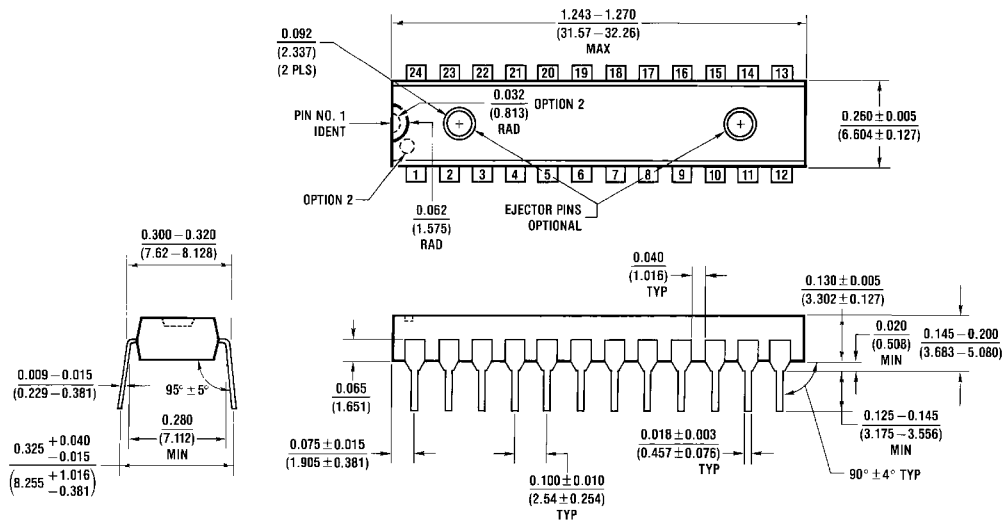 1.243 – 1.270
(31.57 – 32.26)
MAX
0.092
(2.337)
(2 PLS)
24 23 22 21 20 19 18 17 16 15 14 13
0.032
(0.813)
RAD
OPTION 2
PIN NO. 1
IDENT
0.260 ± 0.005
(6.604 ± 0.127)
1 2 3 4 5 6 7 8 9 10 11 12
OPTION 2
0.062
(1.575)
RAD
EJECTOR PINS
OPTIONAL
0.300 – 0.320
(7.62 – 8.128)
0.040
(1.016)
TYP
0.130 ± 0.005
(3.302 ± 0.127)
0.020
(0.508)
MIN
0.145 – 0.200
(3.683 – 5.080)
0.009 – 0.015
(0.229 – 0.381)
95° ± 5°
0.280
(7.112)
MIN
0.065
(1.651)
0.325 +0.040 −0.015
(8.255 +1.016 −0.381)
0.075 ± 0.015
(1.905 ± 0.381)
0.100 ± 0.010
(2.54 ± 0.254)
TYP
0.018 ± 0.003
(0.457 ± 0.076)
TYP
0.125 – 0.145
(3.175 – 3.556)
MIN
90° ± 4° TYP